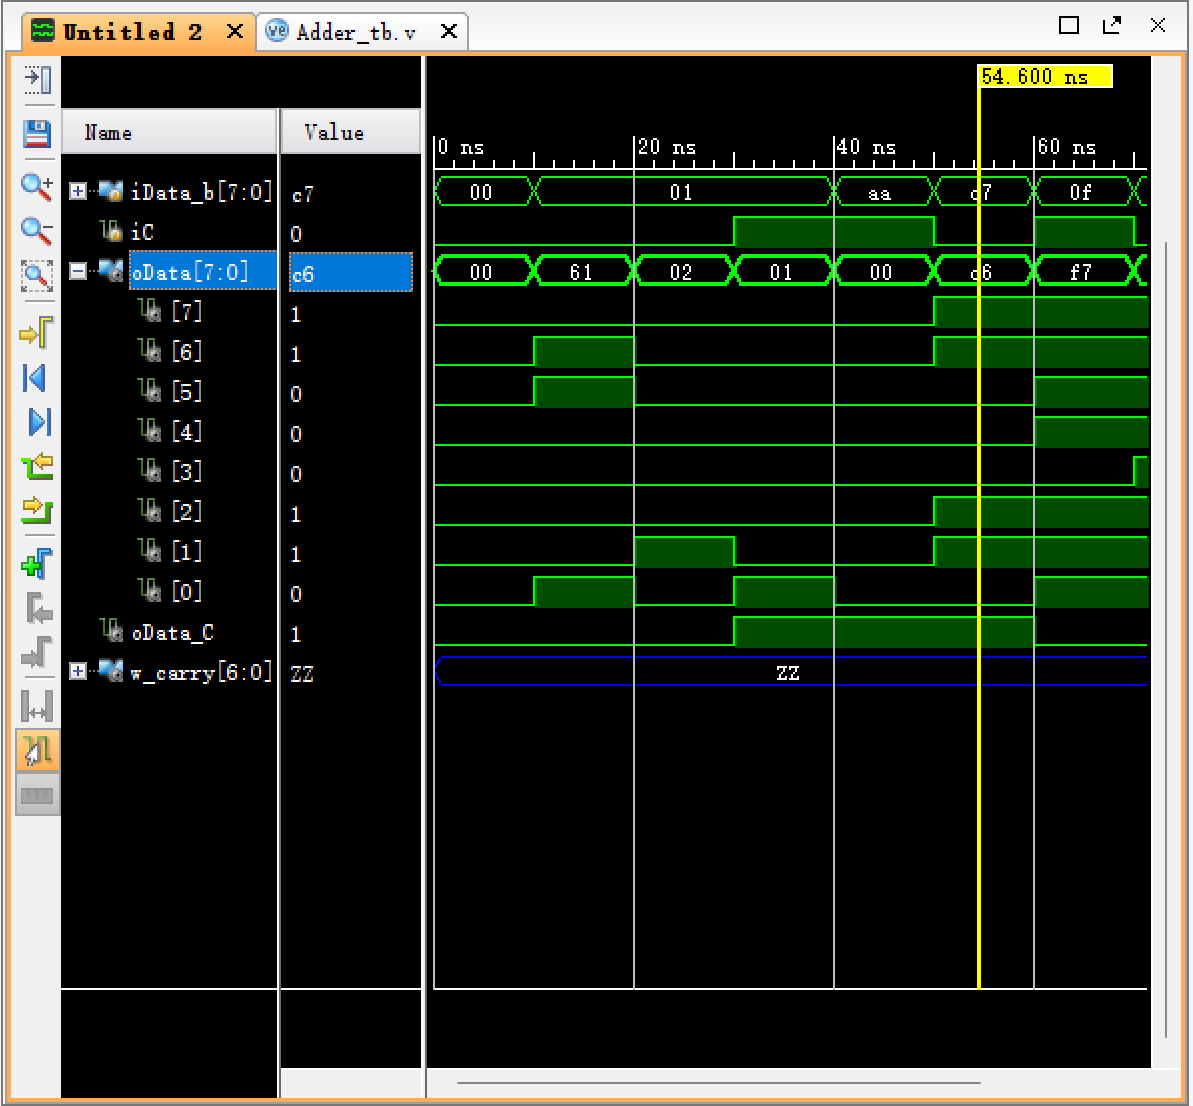 Untitled 2 Adder_tb.v
54.600 ns
Name Value
0 ns 20 ns 40 ns 60 ns
iData_b[7:0] c7 00 01 aa c7 0f
iC 0
oData[7:0] c6 00 61 02 01 00 c6 f7
[7] 1
[6] 1
[5] 0
[4] 0
[3] 0
[2] 1
[1] 1
[0] 0
oData_C 1
w_carry[6:0] ZZ ZZ